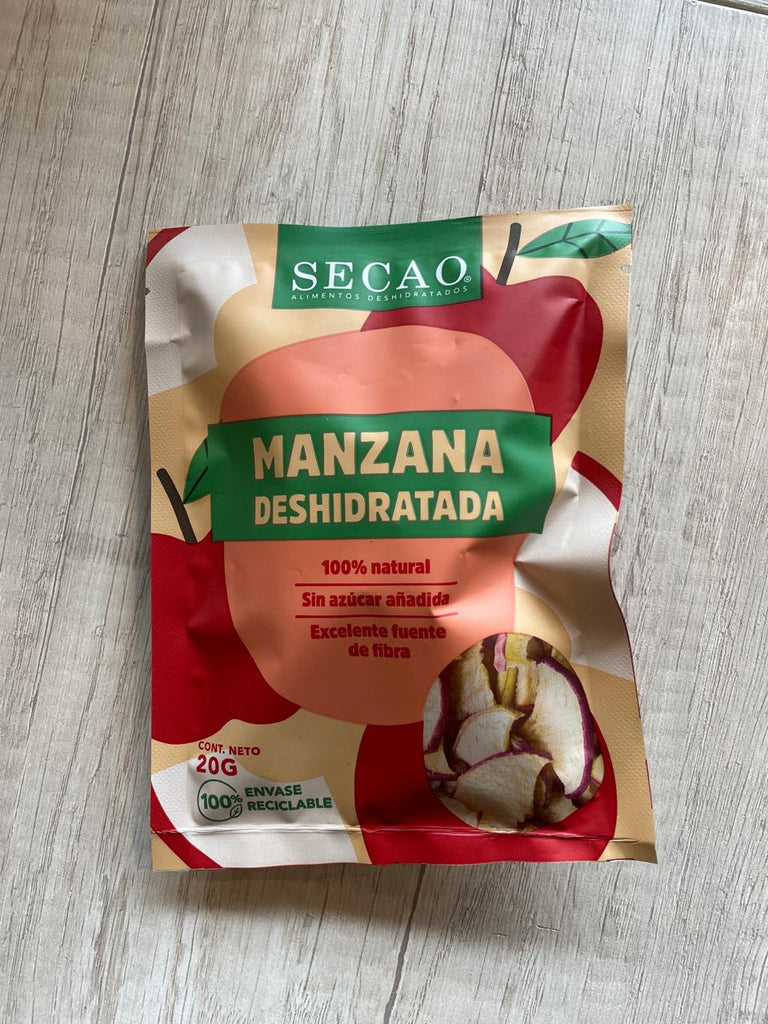 SECAO®
ALIMENTOS DESHIDRATADOS
MANZANA
DESHIDRATADA
100% natural
Sin azúcar añadida
Excelente fuente
de fibra
CONT. NETO
20G
100%
ENVASE
RECICLABLE